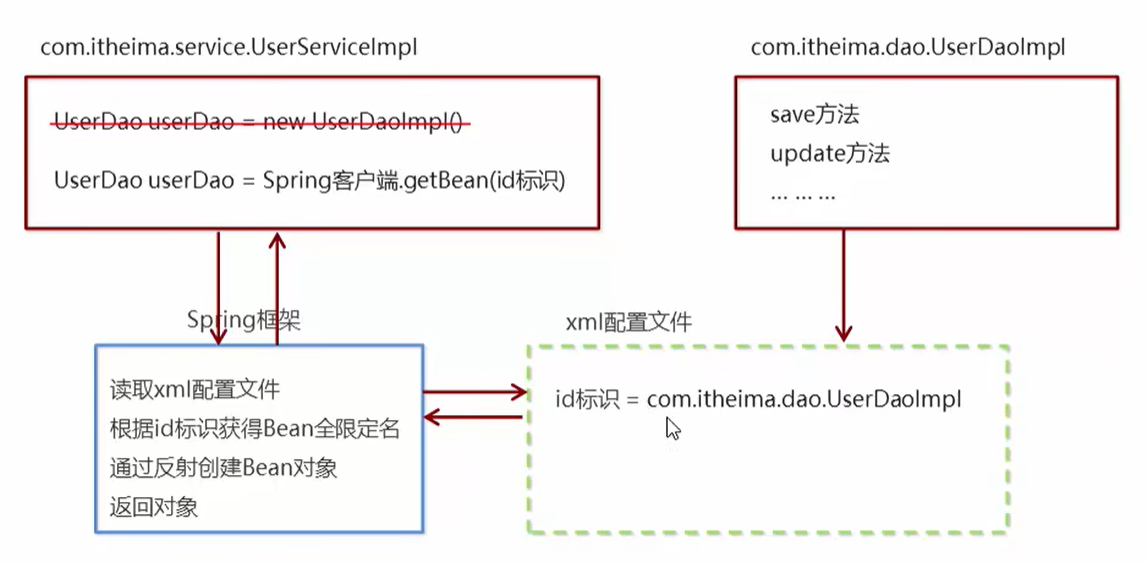 com.itheima.service.UserServiceImpl
UserDao userDao = new UserDaoImpl()
UserDao userDao = Spring客户端.getBean(id标识)
com.itheima.dao.UserDaoImpl
save方法
update方法
... ... ...
Spring框架
读取xml配置文件
根据id标识获得Bean全限定名
通过反射创建Bean对象
返回对象
xml配置文件
id标识 = com.itheima.dao.UserDaoImpl